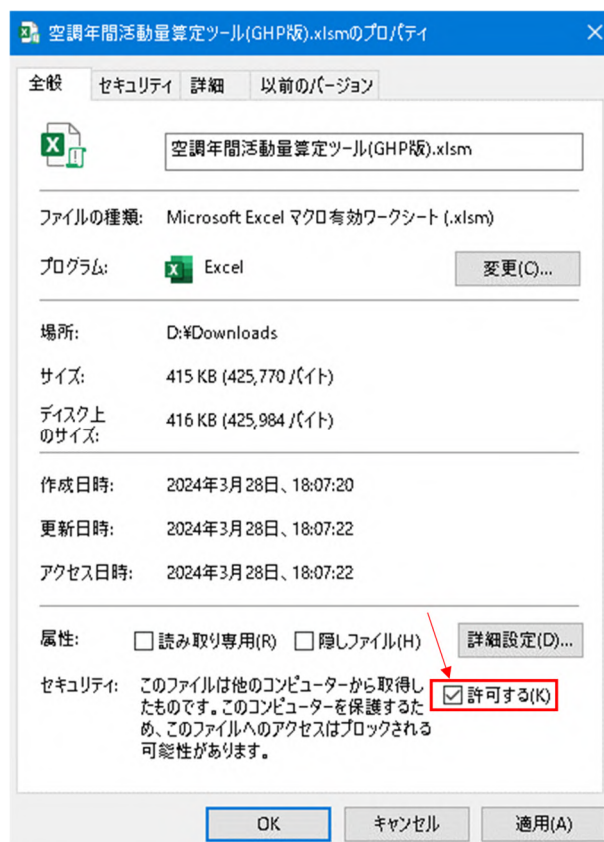 空調年間活動量算定ツール(GHP版).xlsmのプロパティ
全般 セキュリティ 詳細 以前のバージョン
空調年間活動量算定ツール(GHP版).xlsm
ファイルの種類: Microsoft Excel マクロ有効ワークシート (.xlsm)
プログラム: Excel 変更(C)...
場所: D:¥Downloads
サイズ: 415 KB (425,770 バイト)
ディスク上
のサイズ: 416 KB (425,984 バイト)
作成日時: 2024年3月28日、18:07:20
更新日時: 2024年3月28日、18:07:22
アクセス日時: 2024年3月28日、18:07:22
属性: 読み取り専用(R) 隠しファイル(H) 詳細設定(D)...
セキュリティ: このファイルは他のコンピューターから取得し
たものです。このコンピューターを保護するた
め、このファイルへのアクセスはブロックされる
可能性があります。
許可する(K)
OK キャンセル 適用(A)